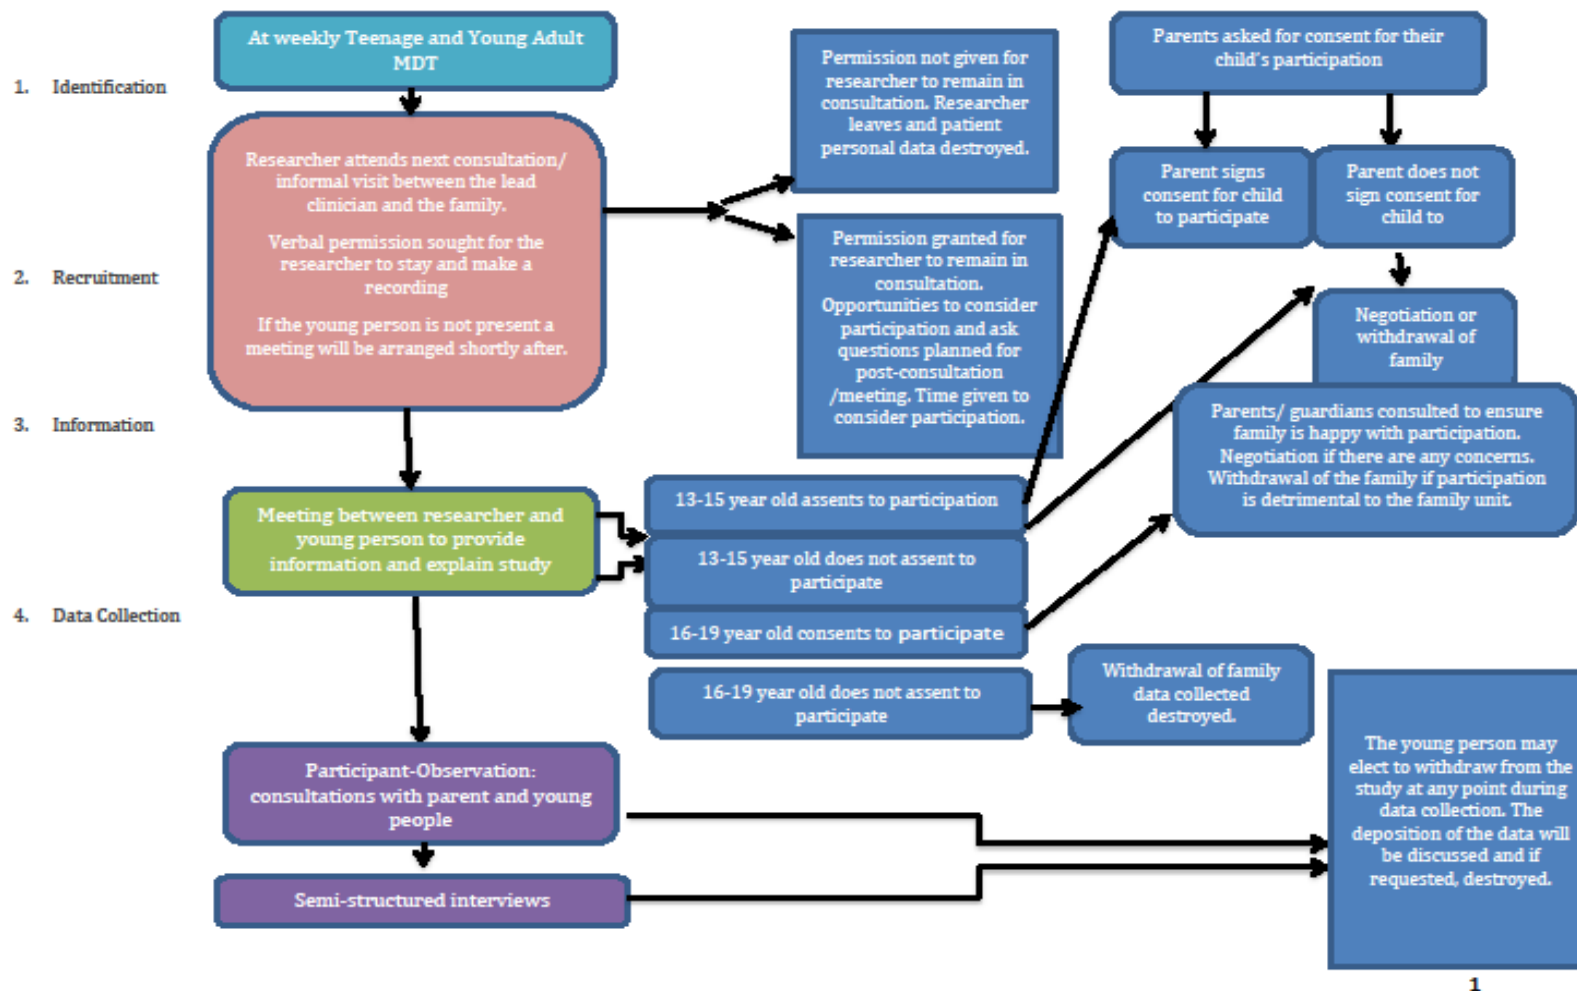 1. Identification
2. Recruitment
3. Information
4. Data Collection
At weekly Teenage and Young Adult
MDT
Researcher attends next consultation/
informal visit between the lead
clinician and the family.
Verbal permission sought for the
researcher to stay and make a
recording
If the young person is not present a
meeting will be arranged shortly after.
Meeting between researcher and
young person to provide
information and explain study
Participant-Observation:
consultations with parent and young
people
Semi-structured interviews
Permission not given for
researcher to remain in
consultation. Researcher
leaves and patient
personal data destroyed.
Permission granted for
researcher to remain in
consultation.
Opportunities to consider
participation and ask
questions planned for
post-consultation
/meeting. Time given to
consider participation.
13-15 year old assents to participation
13-15 year old does not assent to
participate
16-19 year old consents to participate
16-19 year old does not assent to
participate
Withdrawal of family
data collected
destroyed.
Parents asked for consent for their
child's participation
Parent signs
consent for child
to participate
Parent does not
sign consent for
child to
Negotiation or
withdrawal of
family
Parents/ guardians consulted to ensure
family is happy with participation.
Negotiation if there are any concerns.
Withdrawal of the family if participation
is detrimental to the family unit.
The young person may
elect to withdraw from the
study at any point during
data collection. The
deposition of the data will
be discussed and if
requested, destroyed.
1